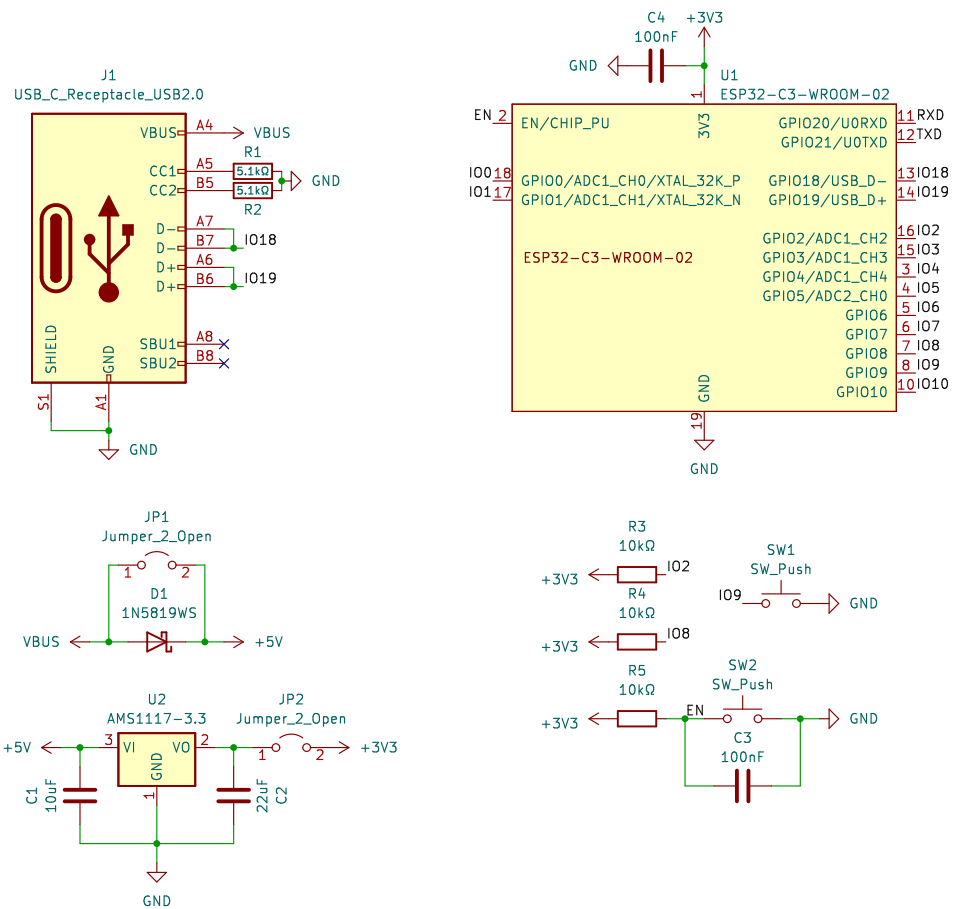 C4 +3V3
100nF
GND
J1
USB_C_Receptacle_USB2.0
VBUS A4 VBUS
R1
CC1 A5 5.1kΩ
GND
CC2 B5 5.1kΩ
R2
D- A7
D- B7 IO18
D+ A6
D+ B6 IO19
SBU1 A8
SBU2 B8
SHIELD
GND
S1
A1
GND
U1
ESP32-C3-WROOM-02
1
3V3
EN 2 EN/CHIP_PU
IO0 18 GPIO0/ADC1_CH0/XTAL_32K_P
IO1 17 GPIO1/ADC1_CH1/XTAL_32K_N
ESP32-C3-WROOM-02
GPIO20/U0RXD 11 RXD
GPIO21/U0TXD 12 TXD
GPIO18/USB_D- 13 IO18
GPIO19/USB_D+ 14 IO19
GPIO2/ADC1_CH2 16 IO2
GPIO3/ADC1_CH3 15 IO3
GPIO4/ADC1_CH4 3 IO4
GPIO5/ADC2_CH0 4 IO5
GPIO6 5 IO6
GPIO7 6 IO7
GPIO8 7 IO8
GPIO9 8 IO9
GPIO10 10 IO10
GND
19
GND
JP1
Jumper_2_Open
1 2
D1
1N5819WS
VBUS +5V
U2
AMS1117-3.3
JP2
Jumper_2_Open
+5V 3 VI VO 2
1 2 +3V3
GND
1
C1
10uF
22uF
C2
GND
R3
10kΩ
+3V3 IO2
R4
10kΩ
+3V3 IO8
R5
10kΩ
+3V3 EN
SW1
SW_Push
IO9 GND
SW2
SW_Push
GND
C3
100nF